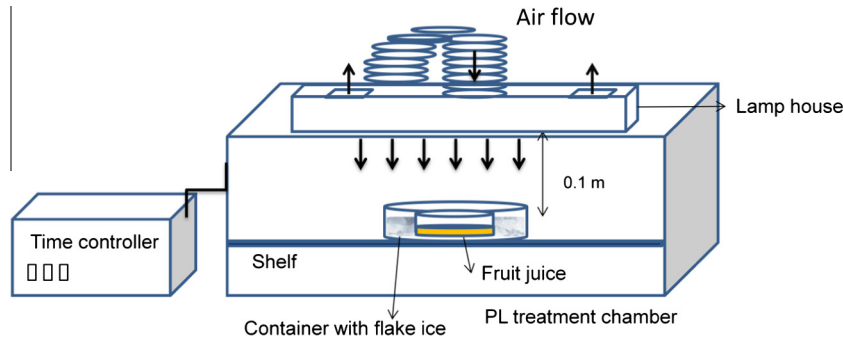 Air flow
Lamp house
0.1 m
Time controller
Shelf
Fruit juice
Container with flake ice
PL treatment chamber